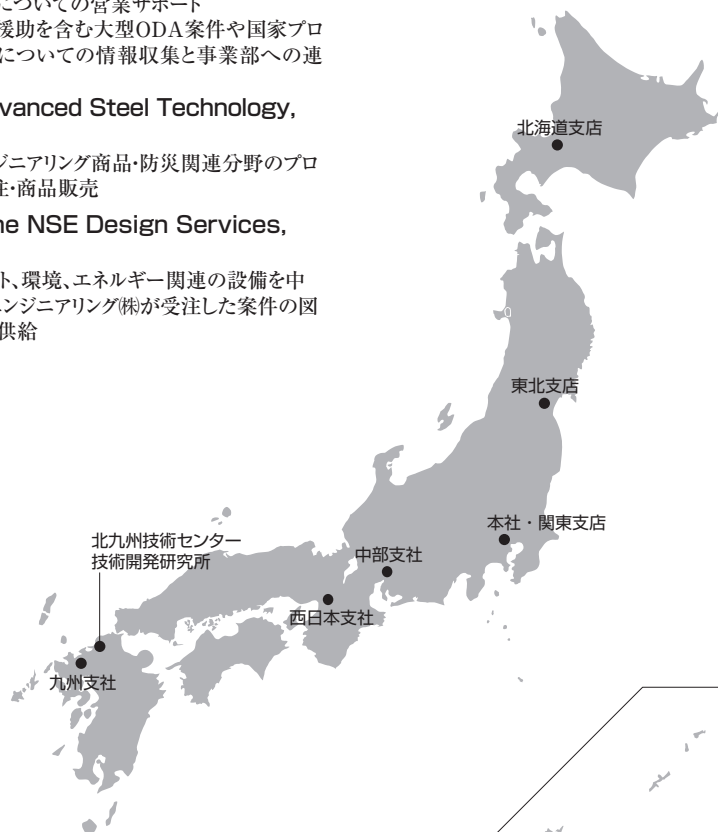 についての営業サポート
援助を含む大型ODA案件や国家プロ
についての情報収集と事業部への連
vanced Steel Technology,
ジニアリング商品・防災関連分野のプロ
注・商品販売
ne NSE Design Services,
ト、環境、エネルギー関連の設備を中
ンジニアリング㈱が受注した案件の図
供給
北海道支店
東北支店
本社・関東支店
中部支社
西日本支社
北九州技術センター
技術開発研究所
九州支社